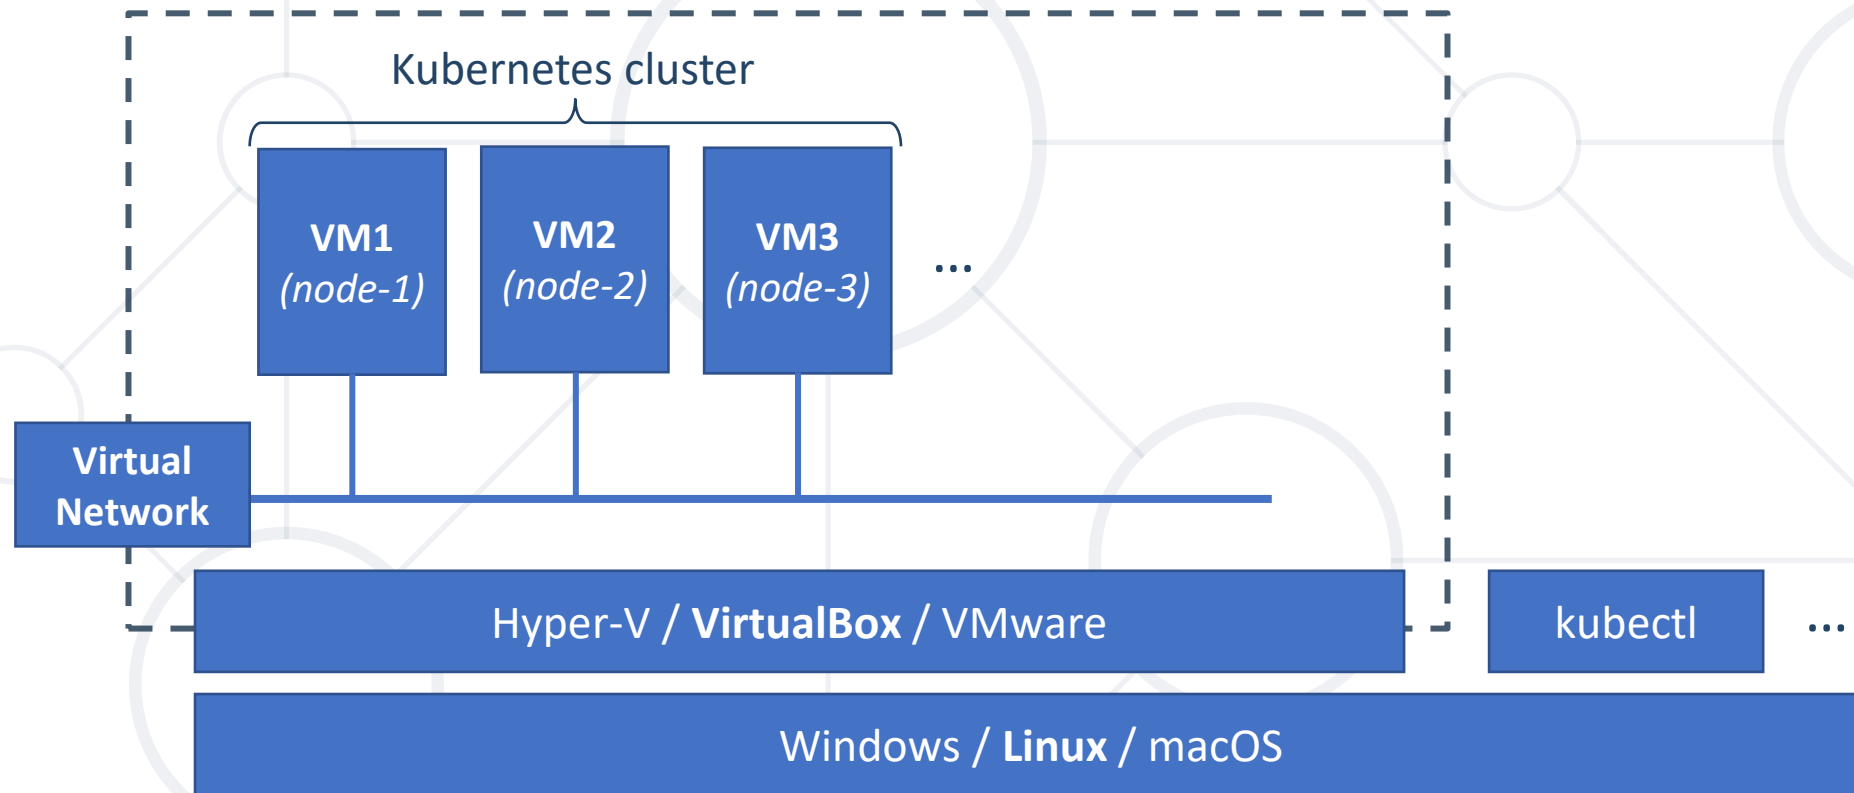 Kubernetes cluster
VM1
(node-1)
VM2
(node-2)
VM3
(node-3)
...
Virtual
Network
Hyper-V / VirtualBox / VMware
kubectl
...
Windows / Linux / macOS